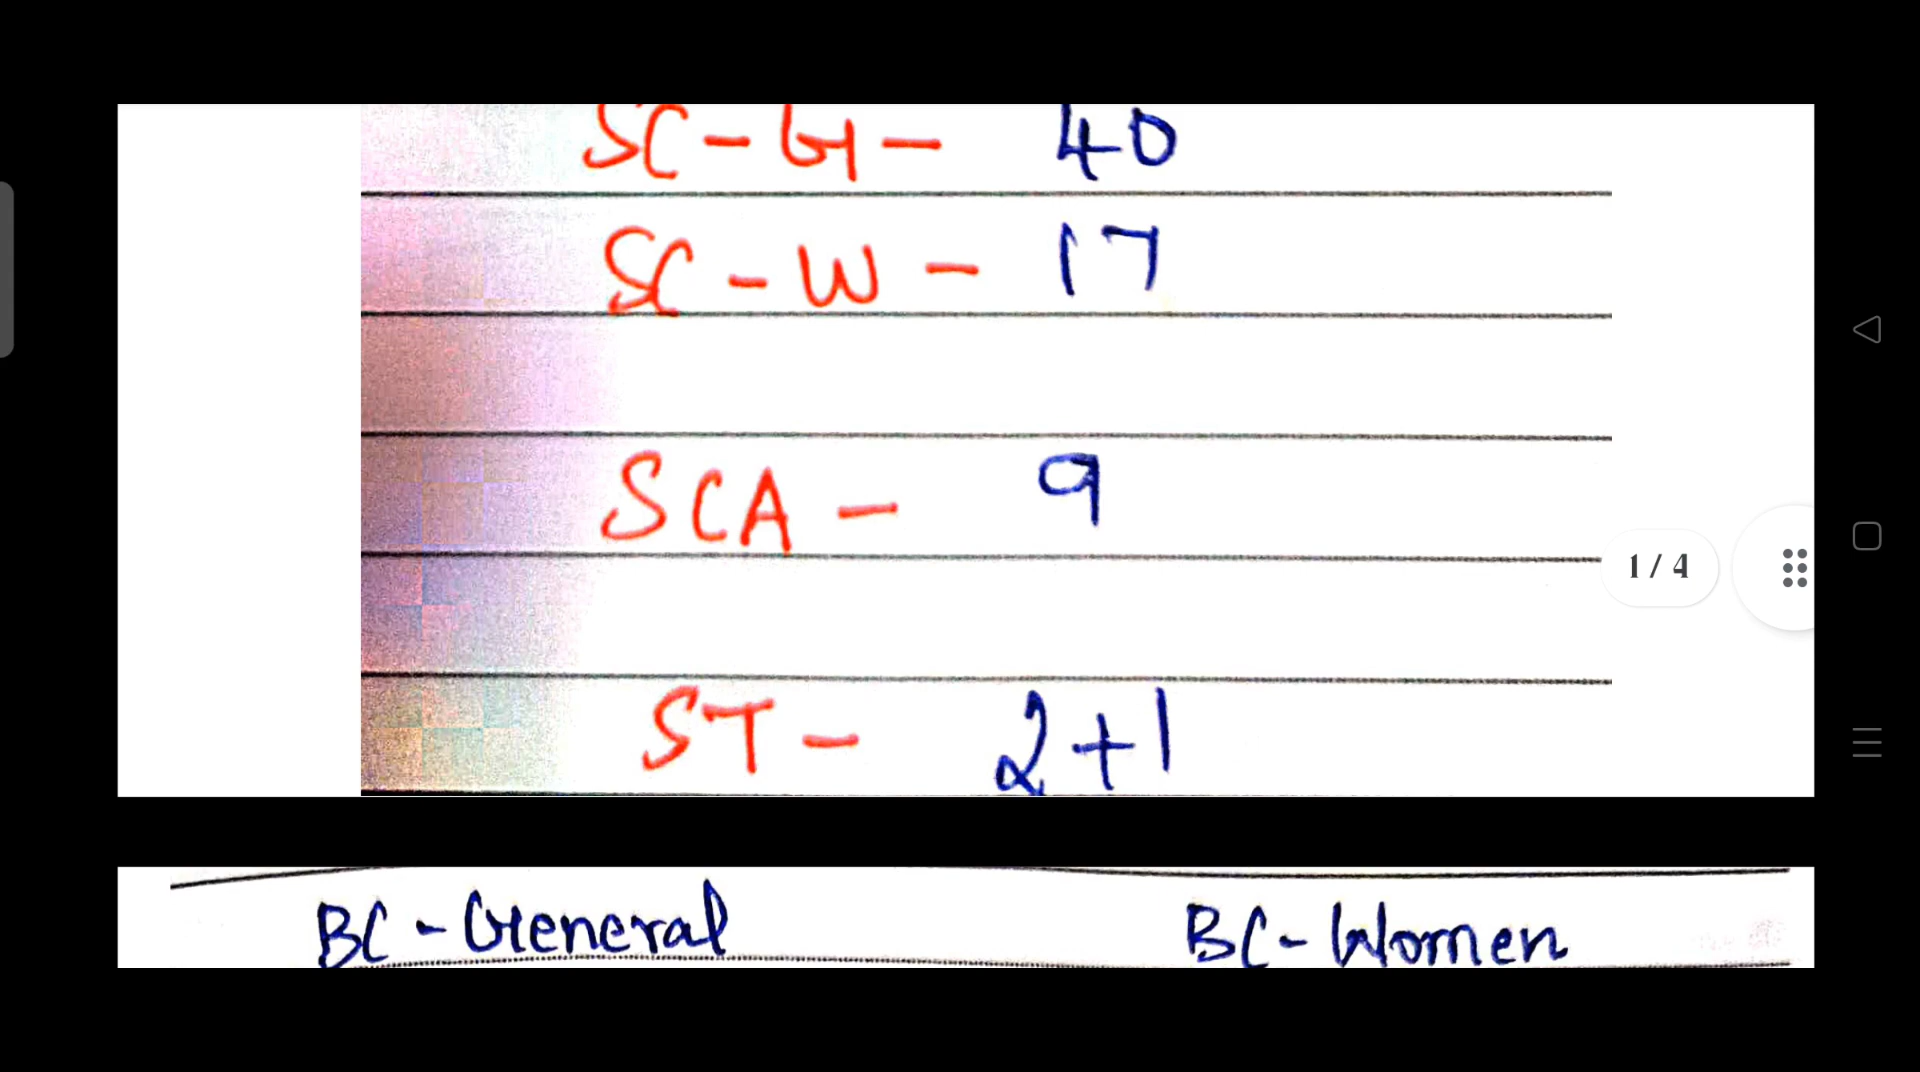 SC - G - 40
SC - W - 17
SCA - 9
1 / 4
ST - 2+1
BC - General BC - Women